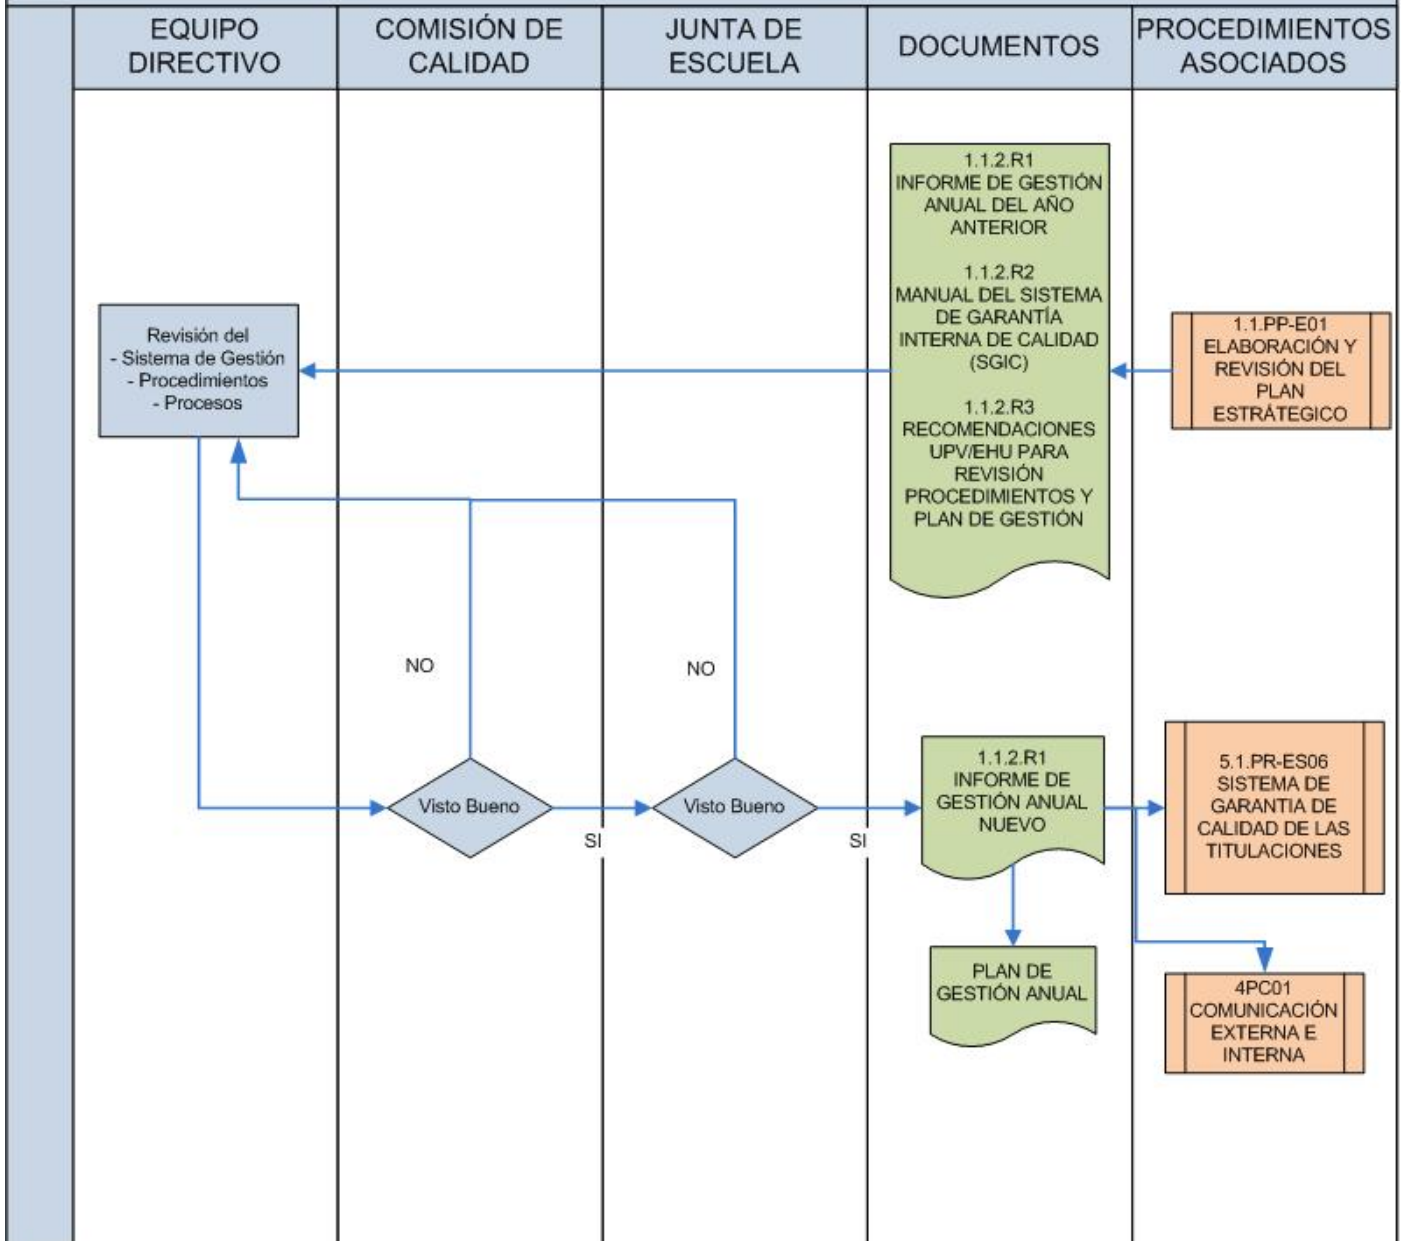 EQUIPO
DIRECTIVO
COMISIÓN DE
CALIDAD
JUNTA DE
ESCUELA
DOCUMENTOS
PROCEDIMIENTOS
ASOCIADOS
1.1.2.R1
INFORME DE GESTIÓN
ANUAL DEL AÑO
ANTERIOR
1.1.2.R2
MANUAL DEL SISTEMA
DE GARANTÍA
INTERNA DE CALIDAD
(SGIC)
1.1.2.R3
RECOMENDACIONES
UPV/EHU PARA
REVISIÓN
PROCEDIMIENTOS Y
PLAN DE GESTIÓN
1.1.PP-E01
ELABORACIÓN Y
REVISIÓN DEL
PLAN
ESTRÁTEGICO
Revisión del
- Sistema de Gestión
- Procedimientos
- Procesos
NO
NO
Visto Bueno
SI
Visto Bueno
SI
1.1.2.R1
INFORME DE
GESTIÓN ANUAL
NUEVO
5.1.PR-ES06
SISTEMA DE
GARANTIA DE
CALIDAD DE LAS
TITULACIONES
PLAN DE
GESTIÓN ANUAL
4PC01
COMUNICACIÓN
EXTERNA E
INTERNA